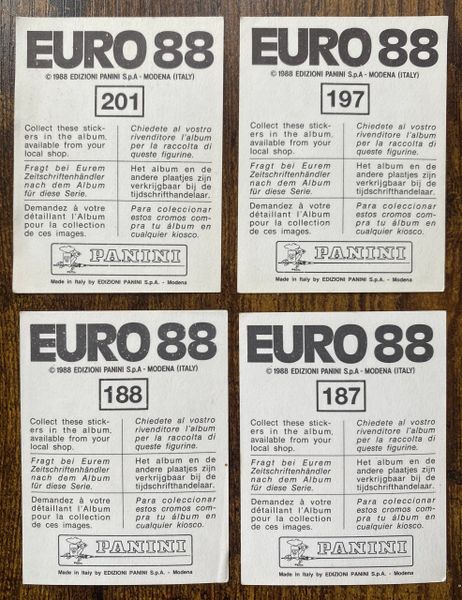 EURO 88
© 1988 EDIZIONI PANINI S.p.A - MODENA (ITALY)
201
Collect these stick-
ers in the album,
available from your
local shop.
Chiedete al vostro
rivenditore l'album
per la raccolta di
queste figurine.
Fragt bei Eurem
Zeitschriftenhändler
nach dem Album
für diese Serie.
Het album en de
andere plaatjes zijn
verkrijgbaar bij de
tijdschrifthandelaar.
Demandez à votre
détaillant l'Album
pour la collection
de ces images.
Para coleccionar
estos cromos com-
pra tu álbum en
cualquier kiosco.
PANINI
Made in Italy by EDIZIONI PANINI S.p.A. - Modena
EURO 88
© 1988 EDIZIONI PANINI S.p.A - MODENA (ITALY)
197
Collect these stick-
ers in the album,
available from your
local shop.
Chiedete al vostro
rivenditore l'album
per la raccolta di
queste figurine.
Fragt bei Eurem
Zeitschriftenhändler
nach dem Album
für diese Serie.
Het album en de
andere plaatjes zijn
verkrijgbaar bij de
tijdschrifthandelaar.
Demandez à votre
détaillant l'Album
pour la collection
de ces images.
Para coleccionar
estos cromos com-
pra tu álbum en
cualquier kiosco.
PANINI
Made in Italy by EDIZIONI PANINI S.p.A. - Modena
EURO 88
© 1988 EDIZIONI PANINI S.p.A - MODENA (ITALY)
188
Collect these stick-
ers in the album,
available from your
local shop.
Chiedete al vostro
rivenditore l'album
per la raccolta di
queste figurine.
Fragt bei Eurem
Zeitschriftenhändler
nach dem Album
für diese Serie.
Het album en de
andere plaatjes zijn
verkrijgbaar bij de
tijdschrifthandelaar.
Demandez à votre
détaillant l'Album
pour la collection
de ces images.
Para coleccionar
estos cromos com-
pra tu álbum en
cualquier kiosco.
PANINI
Made in Italy by EDIZIONI PANINI S.p.A. - Modena
EURO 88
© 1988 EDIZIONI PANINI S.p.A - MODENA (ITALY)
187
Collect these stick-
ers in the album,
available from your
local shop.
Chiedete al vostro
rivenditore l'album
per la raccolta di
queste figurine.
Fragt bei Eurem
Zeitschriftenhändler
nach dem Album
für diese Serie.
Het album en de
andere plaatjes zijn
verkrijgbaar bij de
tijdschrifthandelaar.
Demandez à votre
détaillant l'Album
pour la collection
de ces images.
Para coleccionar
estos cromos com-
pra tu álbum en
cualquier kiosco.
PANINI
Made in Italy by EDIZIONI PANINI S.p.A. - Modena